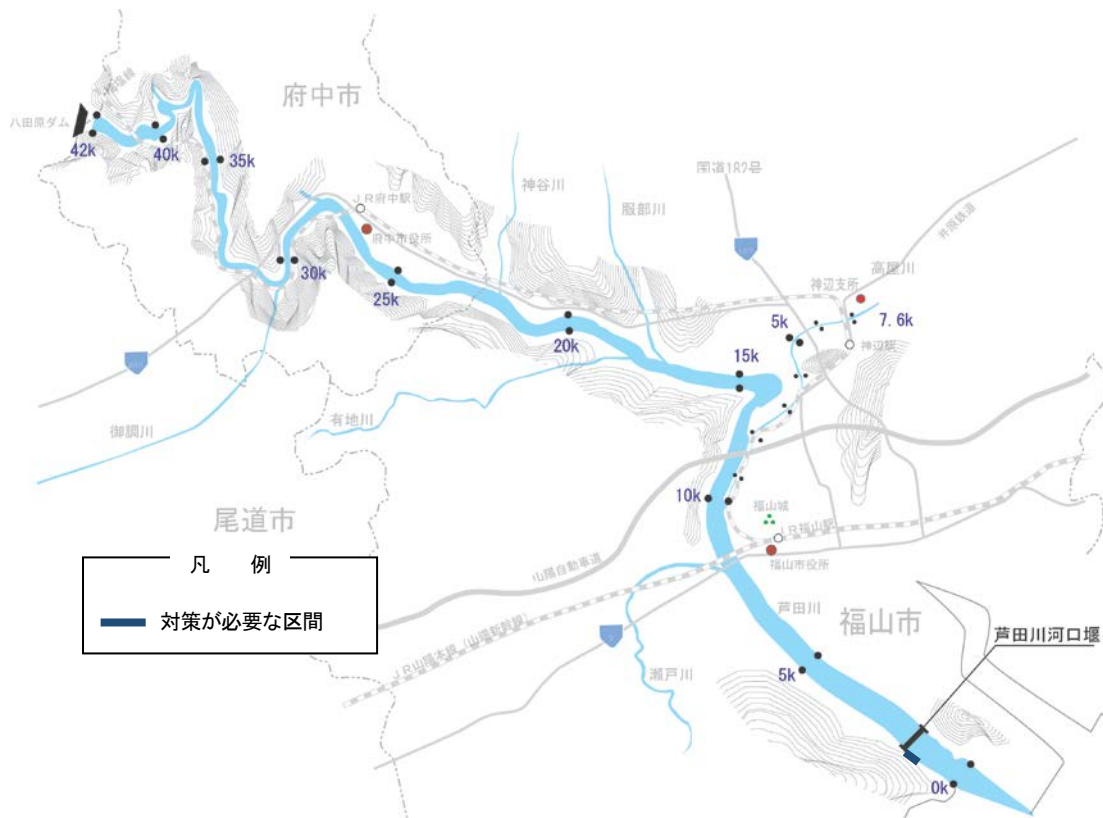 府中市
八田原ダム
42k
40k
35k
神谷川
国道182号
JR府中駅
服部川
井原鉄道
府中市役所
高屋川
神辺支所
30k
25k
7.6k
5k
20k
神辺駅
15k
有地川
御調川
10k
尾道市
福山城
JR福山駅
凡 例
福山市役所
山陽自動車道
対策が必要な区間
芦田川
福山市
芦田川河口堰
JR山陽本線(山陽新幹線)
瀬戸川
5k
0k